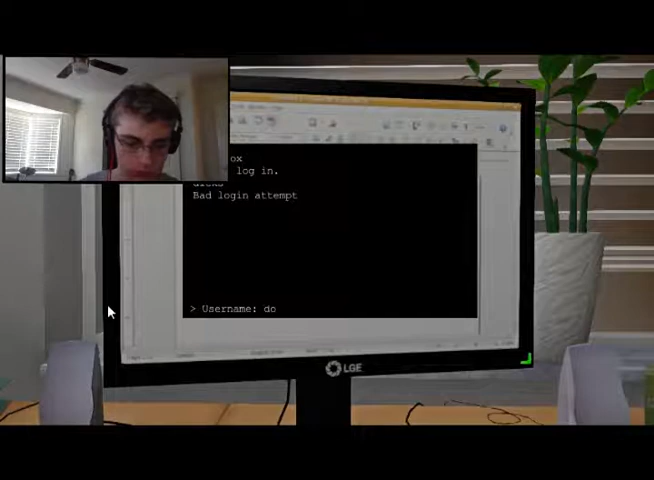 ox
log in.
Bad login attempt
> Username: do
LGE